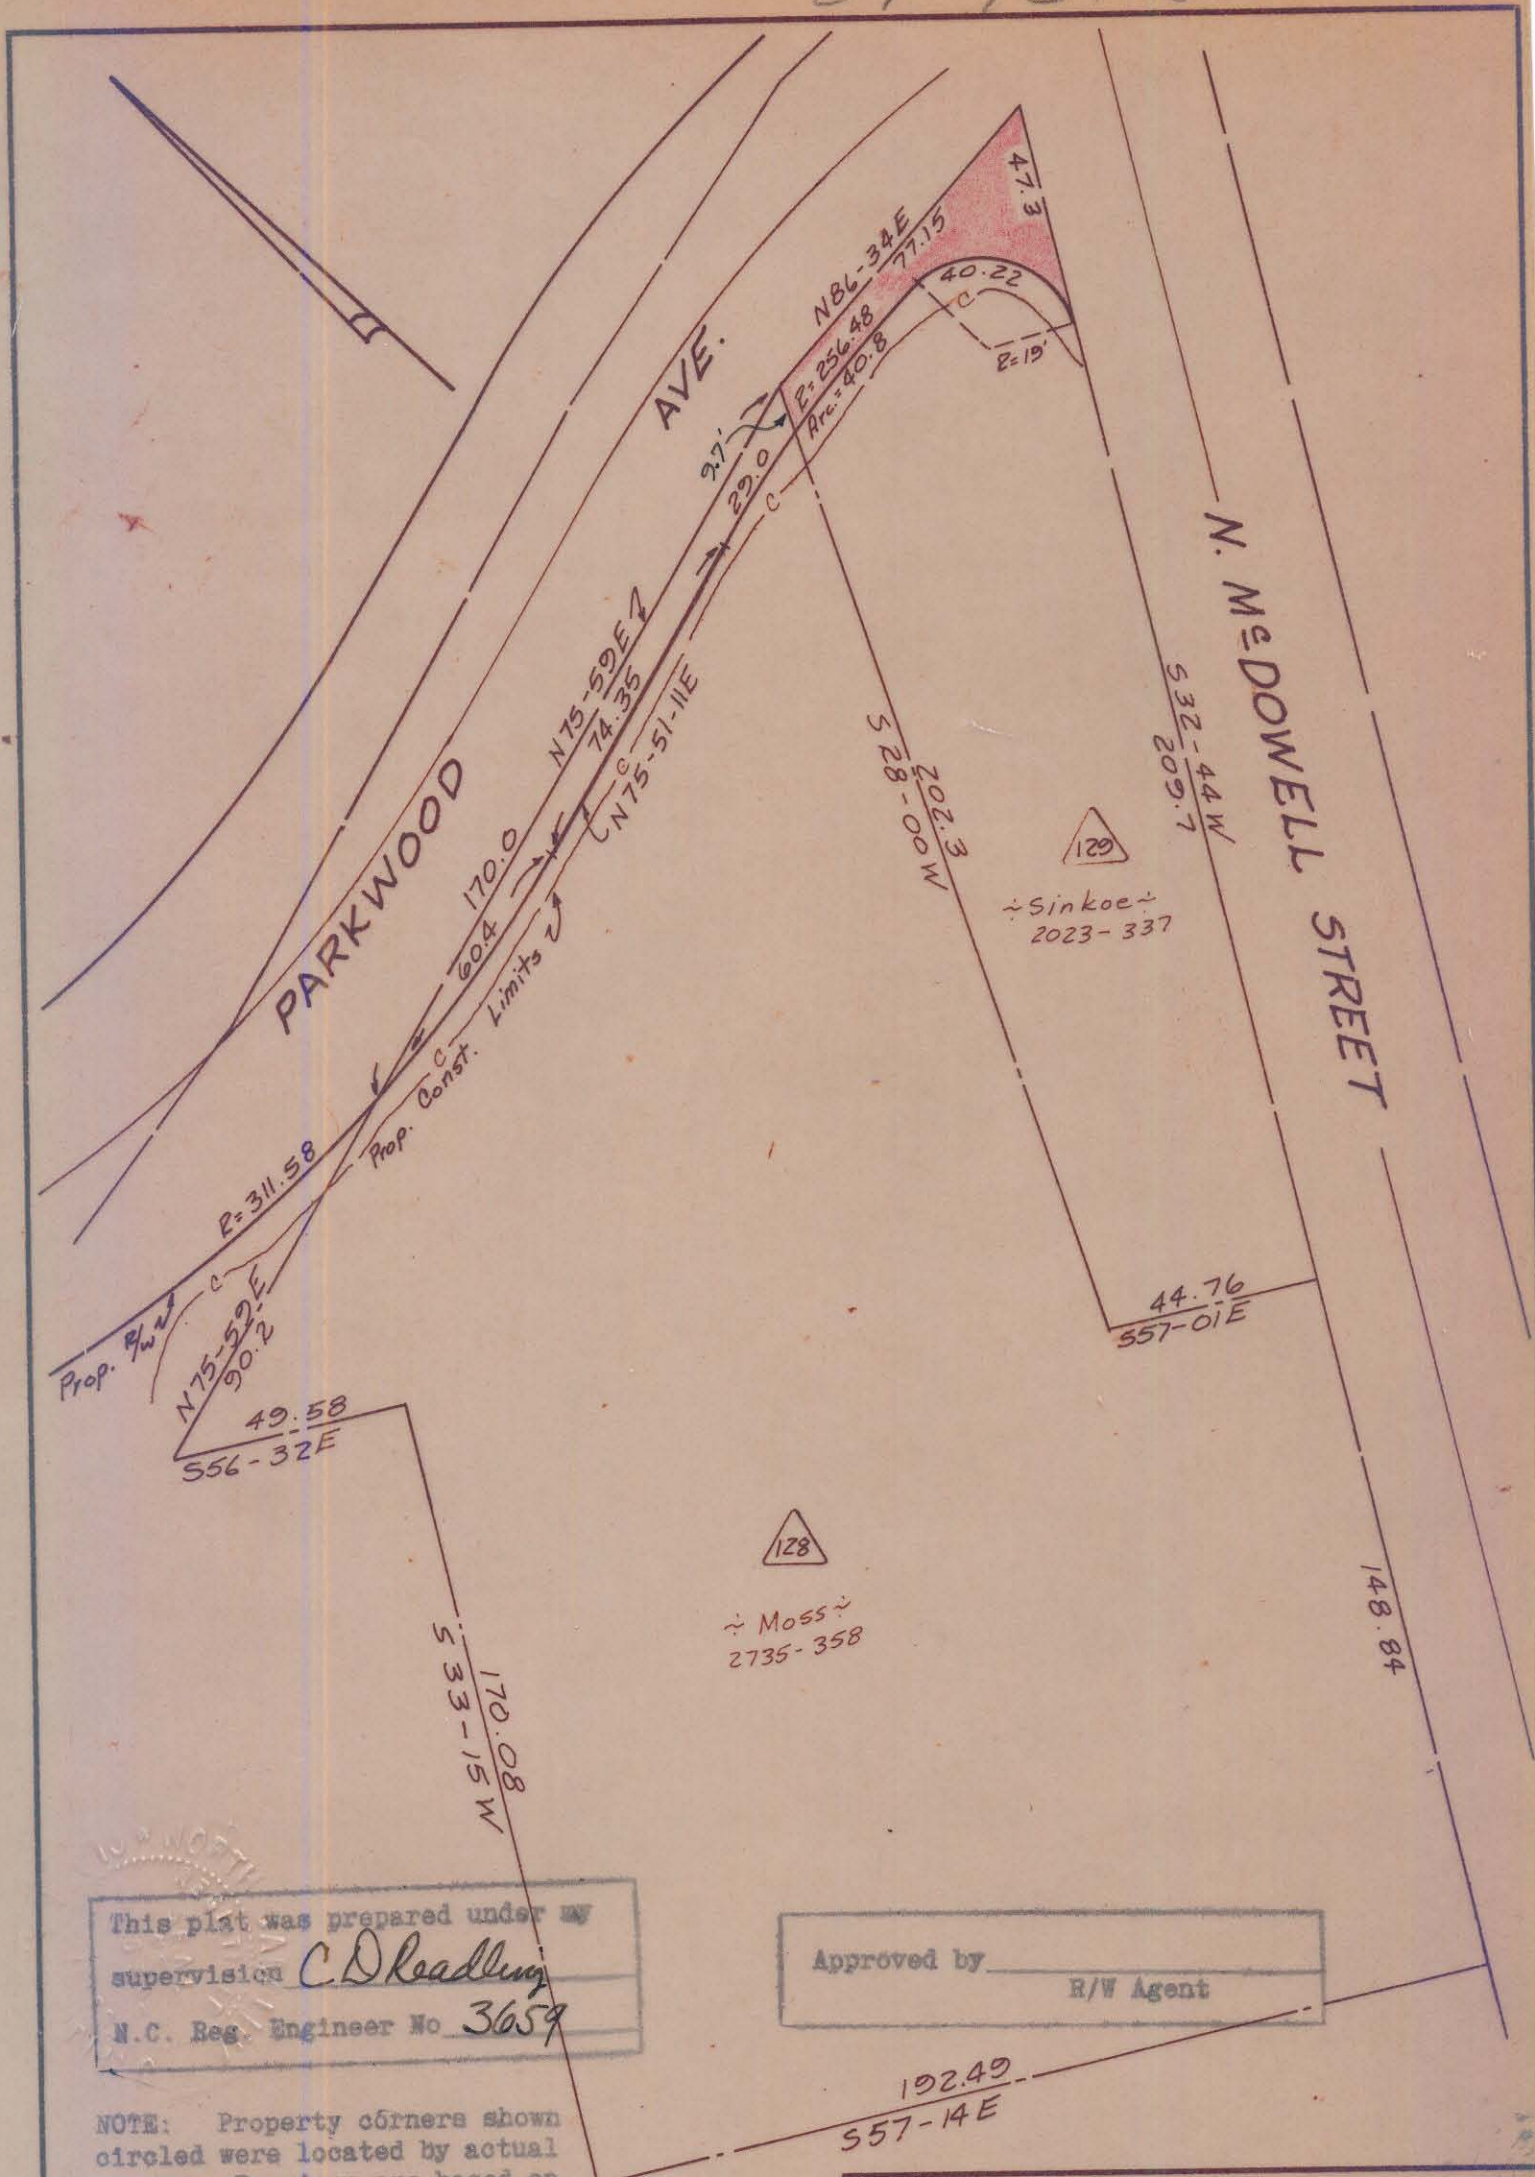 47.3
N86-34E
77.15
40.22
C
R=19'
R=256.48
Arc.=40.8
AVE.
9.7'
29.0
C
N. McDOWELL STREET
N75-59E
74.35
C
N75-51-11E
S32-44W
209.7
202.3
S28-00W
129
Sinkoe
2023-337
PARKWOOD
170.0
60.4
C
Prop. Const. Limits
R=311.58
C
Prop. R/W
N75-59E
90.2
44.76
S57-01E
49.58
S56-32E
128
Moss
2735-358
148.84
170.08
S33-15W
NORTH
This plat was prepared under my
supervision C D Readling
N.C. Reg. Engineer No 3659
Approved by
R/W Agent
192.49
S57-14E
NOTE: Property corners shown
circled were located by actual